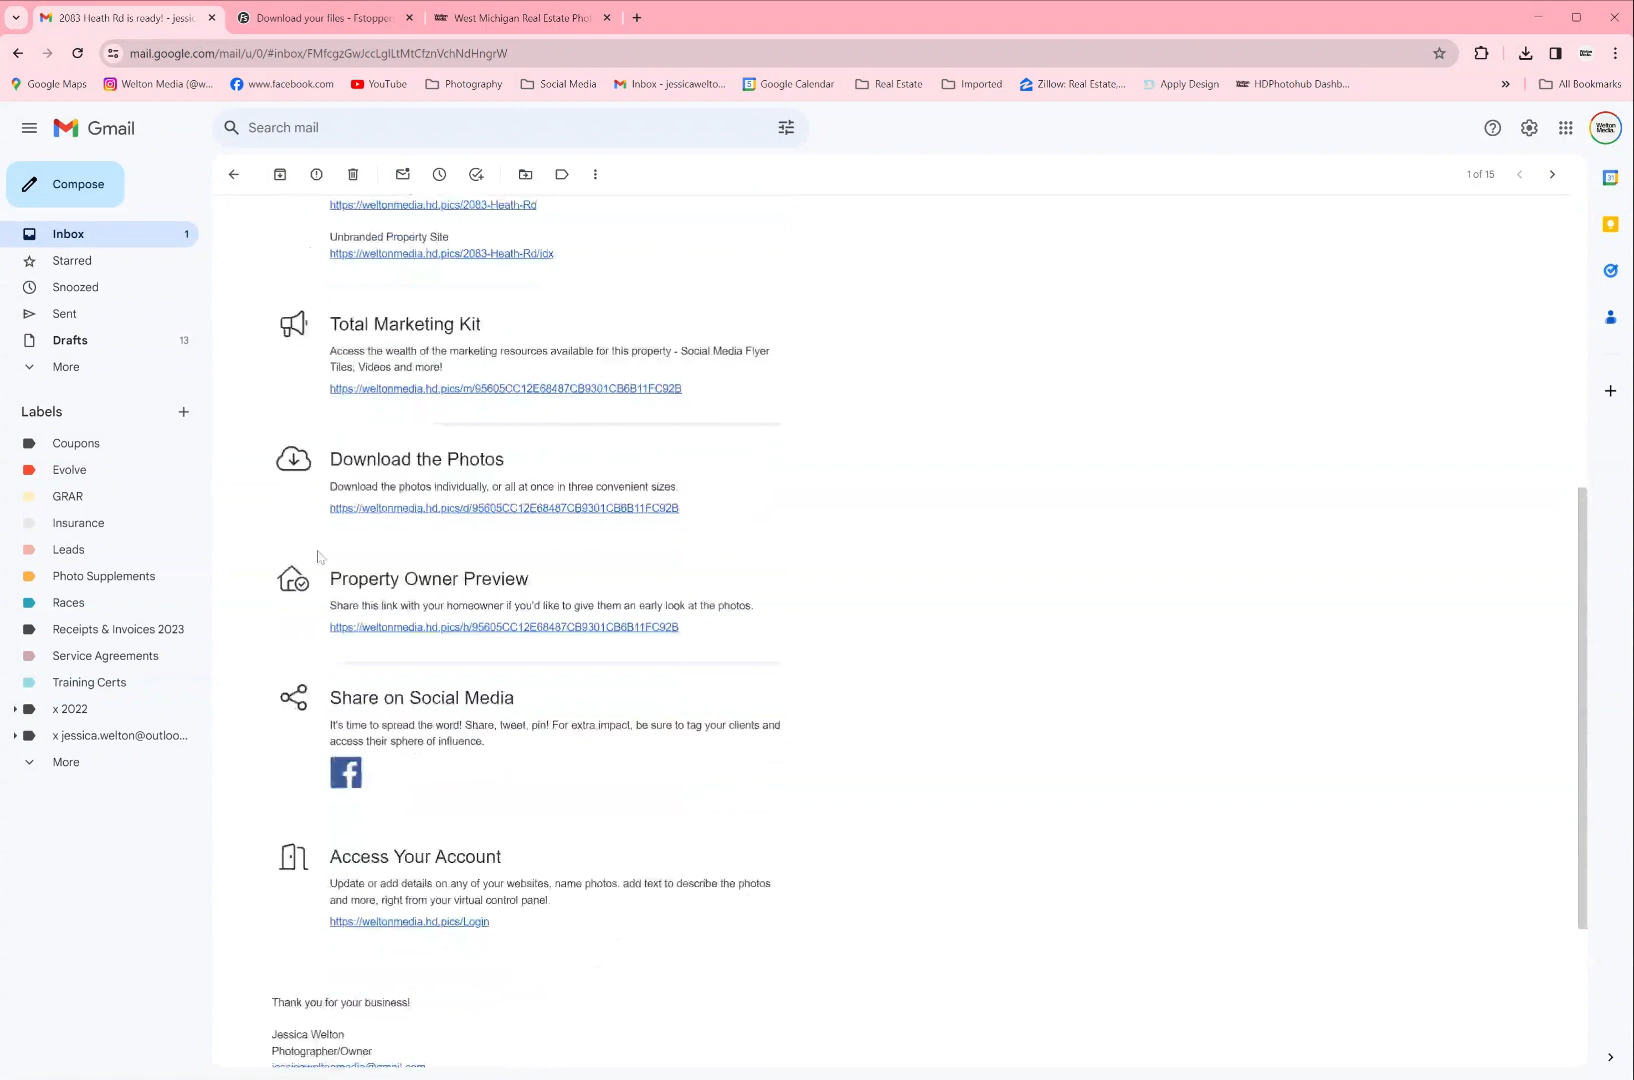 2083 Heath Rd is ready! - jessic
Download your files - Fstopper
West Michigan Real Estate Pho
mail.google.com/mail/u/0/#inbox/FMfcgzGwJccLglLtMtCfznVchNdHngrW
Google Maps
Welton Media (@w...
www.facebook.com
YouTube
Photography
Social Media
Inbox - jessicawelto...
Google Calendar
Real Estate
Imported
Zillow: Real Estate,...
Apply Design
HDPhotohub Dashb...
All Bookmarks
Gmail
Search mail
Welton Media.
Compose
1 of 15
Inbox 1
Starred
Snoozed
Sent
Drafts 13
More
Labels
Coupons
Evolve
GRAR
Insurance
Leads
Photo Supplements
Races
Receipts & Invoices 2023
Service Agreements
Training Certs
x 2022
x jessica.welton@outloo...
More
https://weltonmedia.hd.pics/2083-Heath-Rd
Unbranded Property Site
https://weltonmedia.hd.pics/2083-Heath-Rd/idx
Total Marketing Kit
Access the wealth of the marketing resources available for this property - Social Media Flyer
Tiles, Videos and more!
https://weltonmedia.hd.pics/m/95605CC12E68487CB9301CB6B11FC92B
Download the Photos
Download the photos individually, or all at once in three convenient sizes.
https://weltonmedia.hd.pics/d/95605CC12E68487CB9301CB6B11FC92B
Property Owner Preview
Share this link with your homeowner if you'd like to give them an early look at the photos.
https://weltonmedia.hd.pics/h/95605CC12E68487CB9301CB6B11FC92B
Share on Social Media
It's time to spread the word! Share, tweet, pin! For extra impact, be sure to tag your clients and
access their sphere of influence.
Access Your Account
Update or add details on any of your websites, name photos. add text to describe the photos
and more, right from your virtual control panel.
https://weltonmedia.hd.pics/Login
Thank you for your business!
Jessica Welton
Photographer/Owner
jessicaweltonmedia@gmail.com